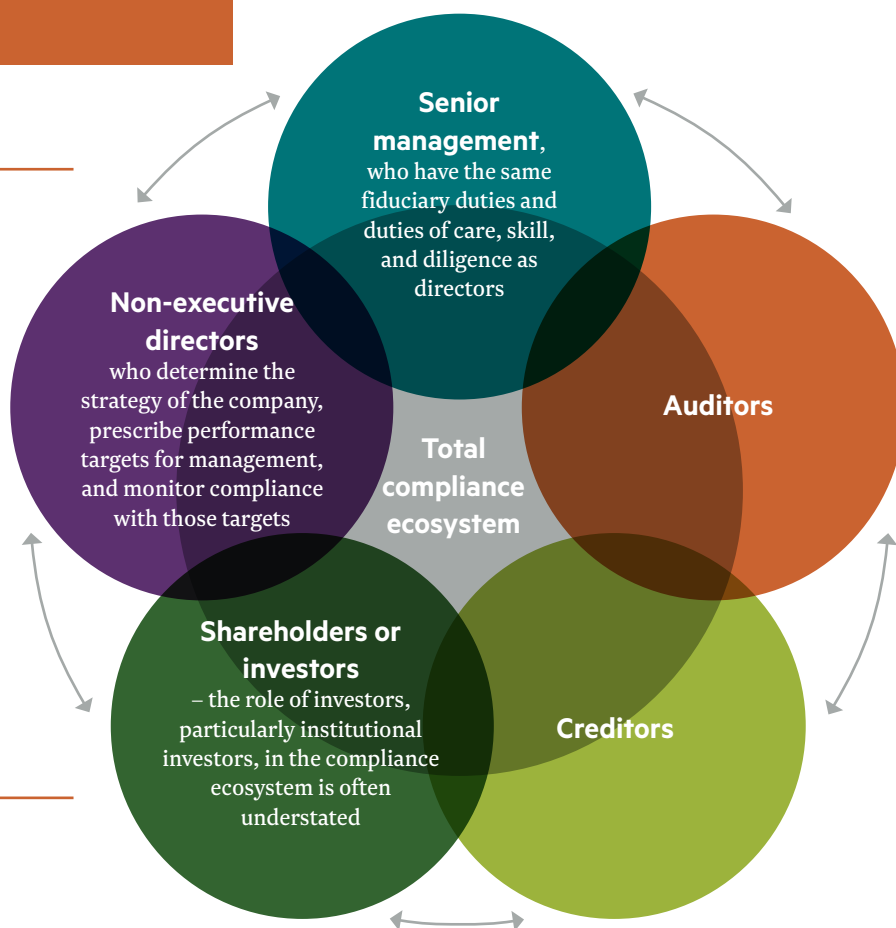 Senior
management,
who have the same
fiduciary duties and
duties of care, skill,
and diligence as
directors
Non-executive
directors
who determine the
strategy of the company,
prescribe performance
targets for management,
and monitor compliance
with those targets
Auditors
Total
compliance
ecosystem
Shareholders or
investors
– the role of investors,
particularly institutional
investors, in the compliance
ecosystem is often
understated
Creditors